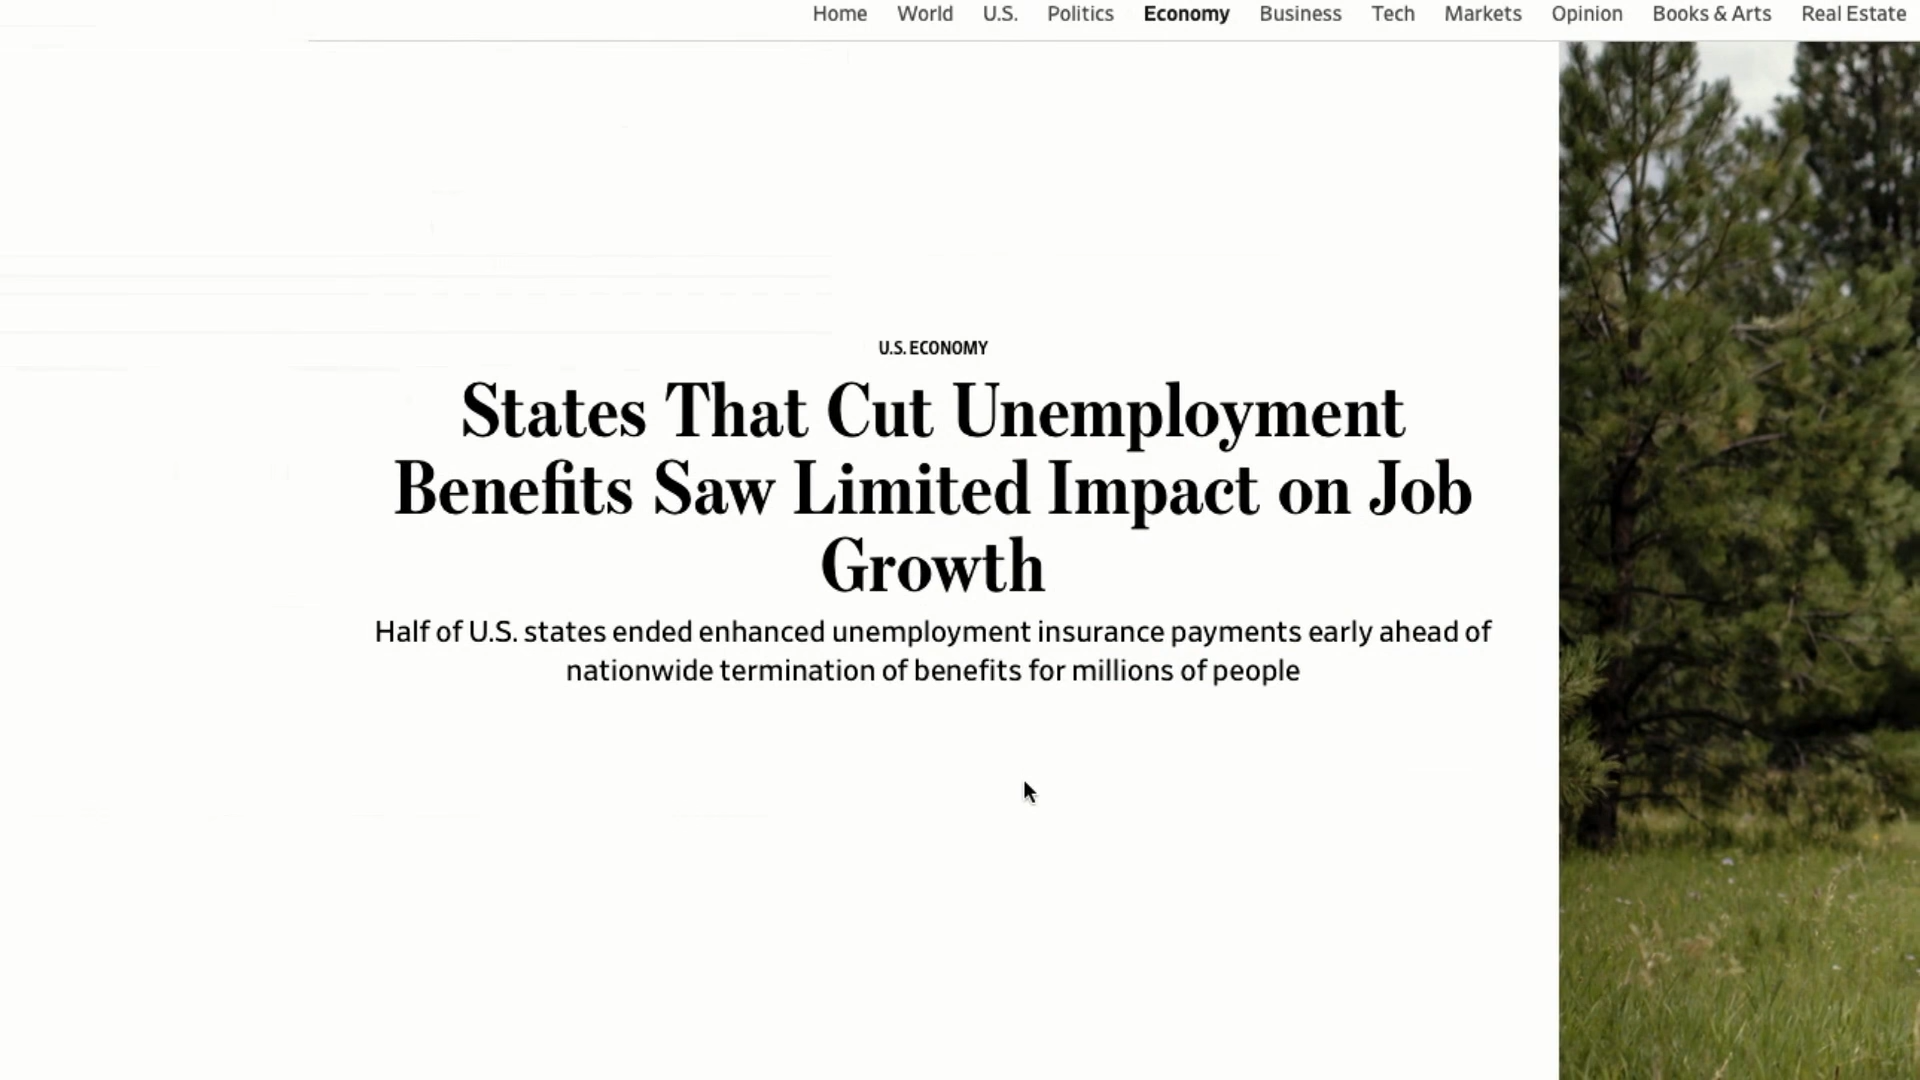 Home World U.S. Politics Economy Business Tech Markets Opinion Books & Arts Real Estate
U.S. ECONOMY
States That Cut Unemployment
Benefits Saw Limited Impact on Job
Growth
Half of U.S. states ended enhanced unemployment insurance payments early ahead of
nationwide termination of benefits for millions of people